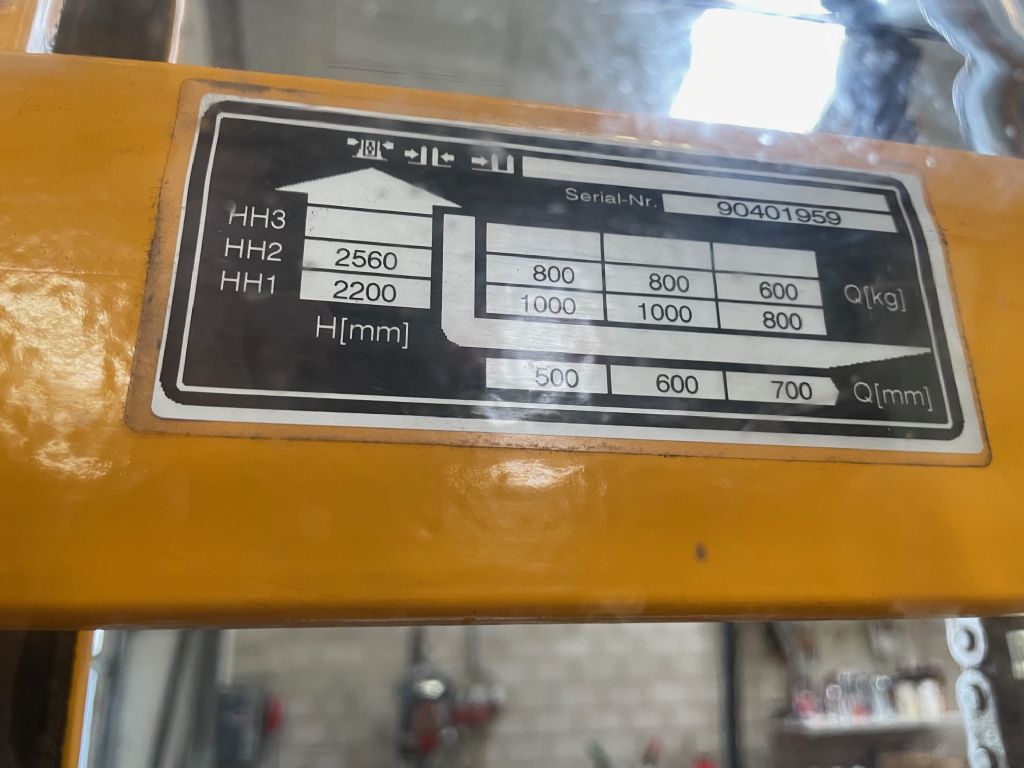 Serial-Nr. 90401959
HH3
HH2 2560 800 800 600 Q[kg]
HH1 2200 1000 1000 800
H[mm]
500 600 700 Q[mm]